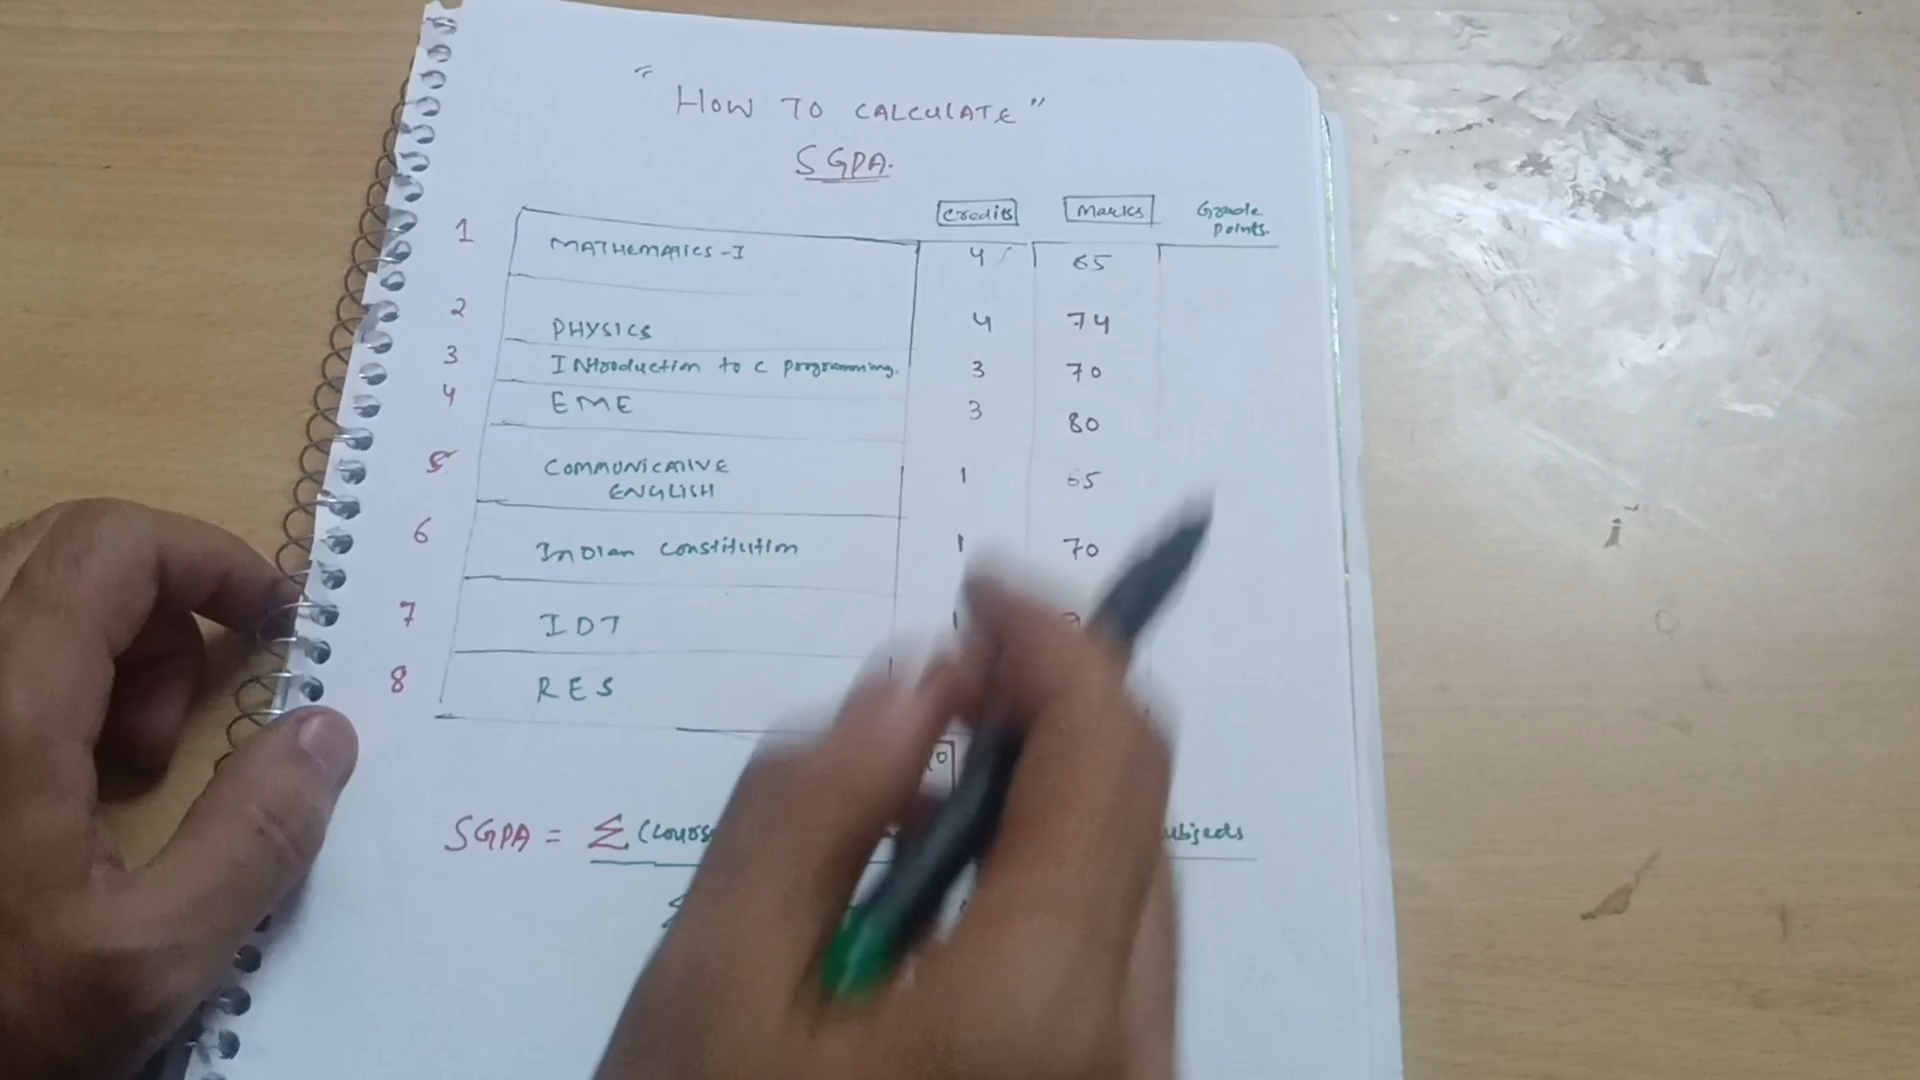 "HOW TO CALCULATE"
SGPA.
Credits Marks Grade
points.
1 MATHEMATICS-I 4 65
2 PHYSICS 4 74
3 INtroduction to C programming. 3 70
4 EME 3 80
5 COMMUNICATIVE
ENGLISH 1 65
6 Indian Constitution 1 70
7 IDT 1
8 RES
SGPA = Σ